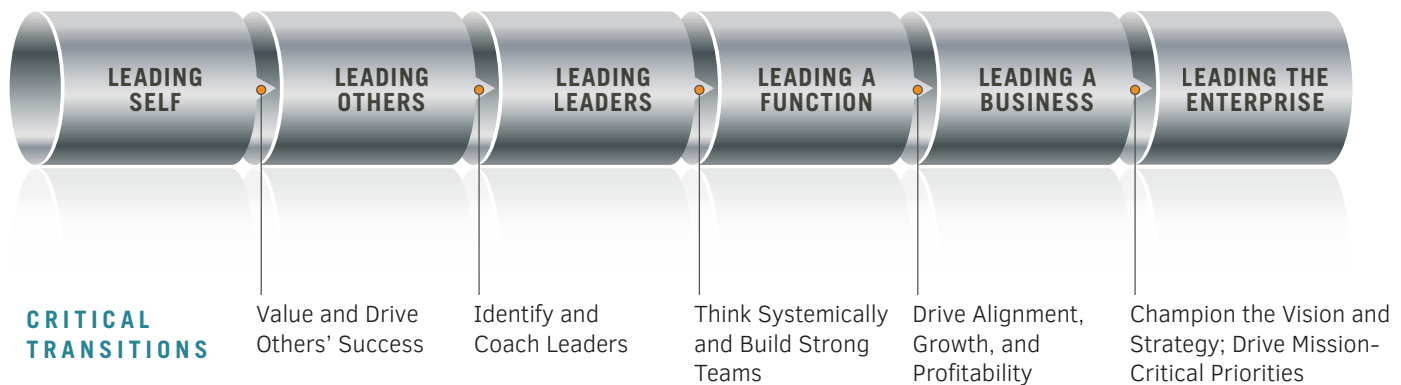 LEADING
SELF
LEADING
OTHERS
LEADING
LEADERS
LEADING A
FUNCTION
LEADING A
BUSINESS
LEADING THE
ENTERPRISE
CRITICAL
TRANSITIONS
Value and Drive
Others’ Success
Identify and
Coach Leaders
Think Systemically
and Build Strong
Teams
Drive Alignment,
Growth, and
Profitability
Champion the Vision and
Strategy; Drive Mission-
Critical Priorities